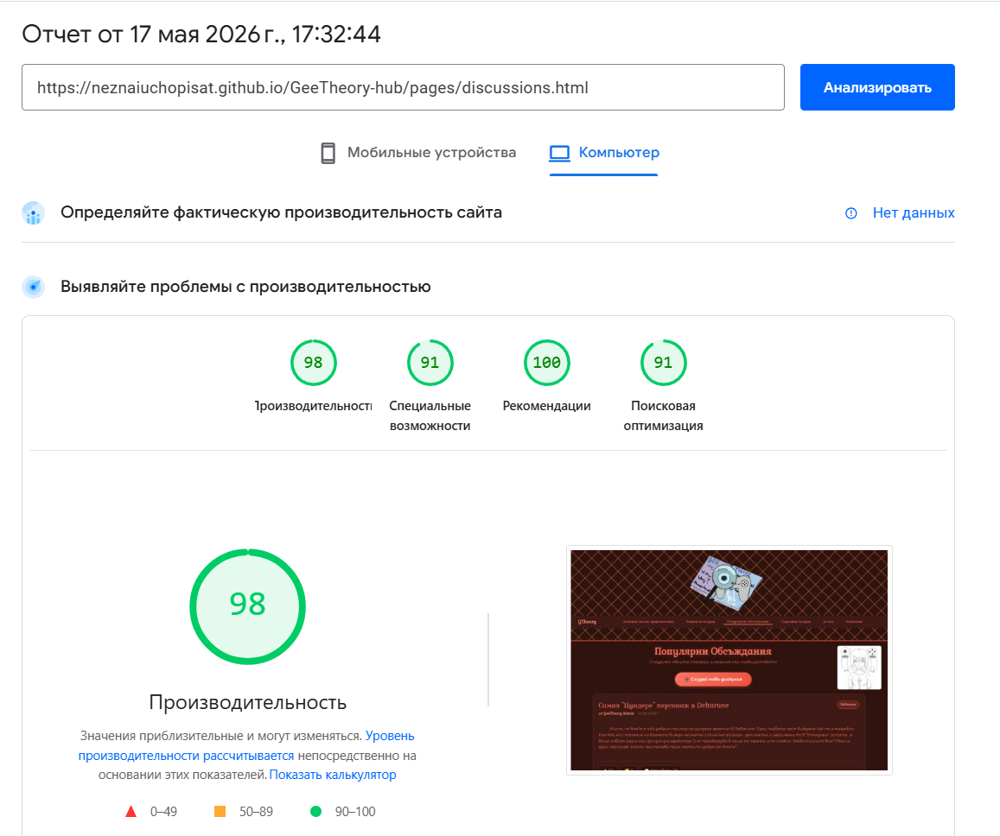 Отчет от 17 мая 2026 г., 17:32:44
https://neznaiuchopisat.github.io/GeeTheory-hub/pages/discussions.html
Анализировать
Мобильные устройства
Компьютер
Определяйте фактическую производительность сайта
Нет данных
Выявляйте проблемы с производительностью
98
91
100
91
Производительность
Специальные
возможности
Рекомендации
Поисковая
оптимизация
98
Производительность
Значения приблизительные и могут изменяться. Уровень
производительности рассчитывается непосредственно на
основании этих показателей. Показать калькулятор
0–49
50–89
90–100
GTheory
Популярни Обсъждания
Създай нова дискусия
Самия "Цундере" персонаж в Deltarune
Deltarune